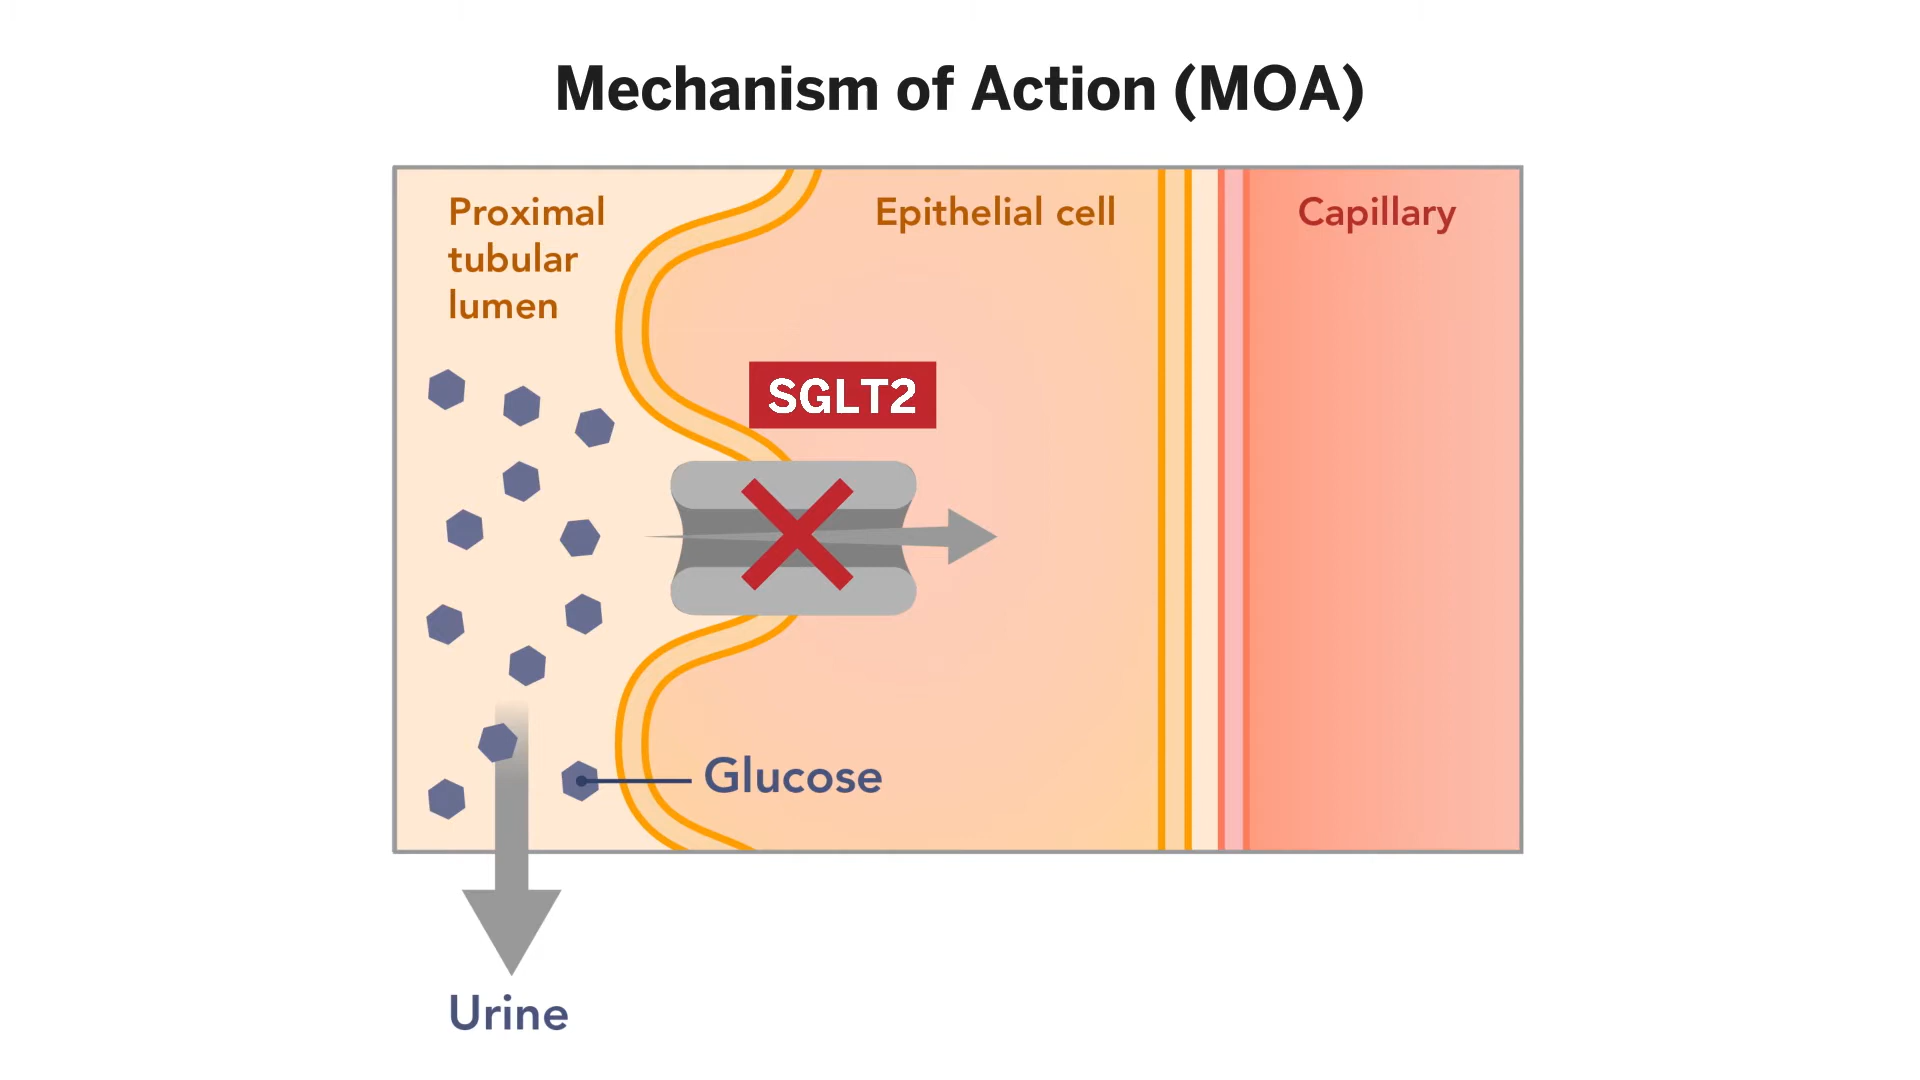 Mechanism of Action (MOA)
Proximal
tubular
lumen
Epithelial cell
Capillary
SGLT2
Glucose
Urine